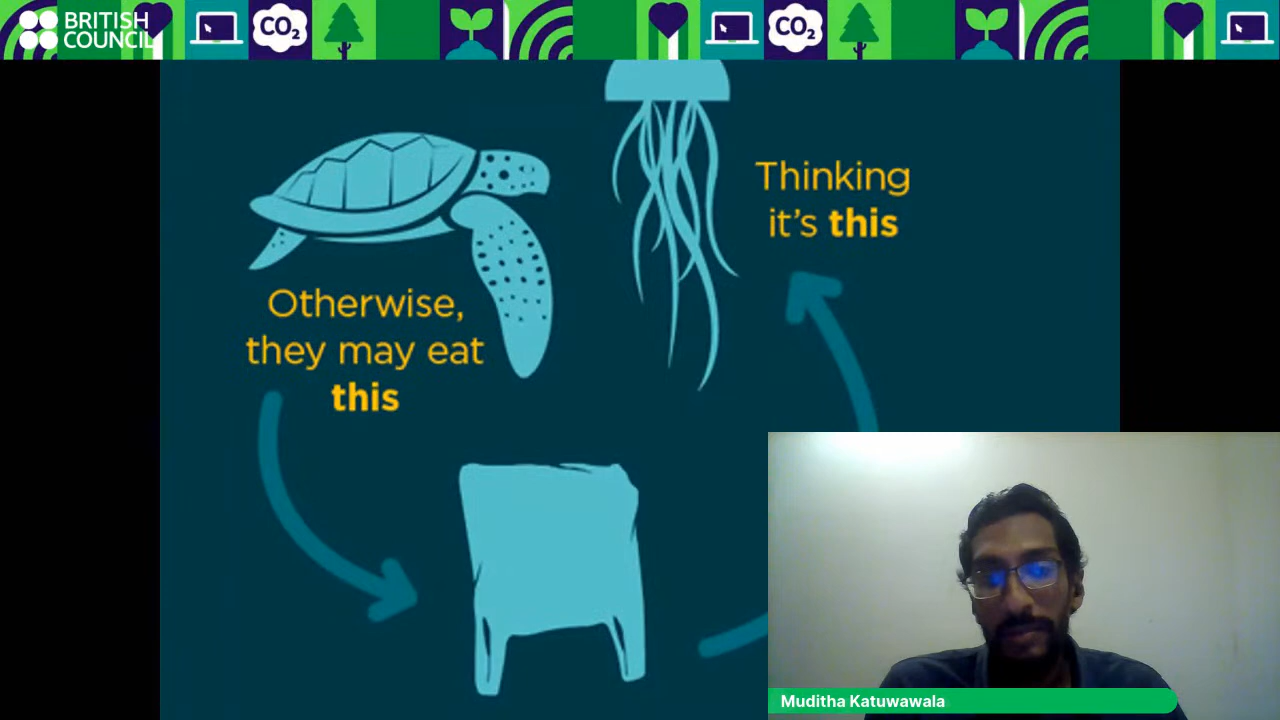 BRITISH
COUNCIL
CO₂
CO₂
Thinking
it's this
Otherwise,
they may eat
this
Muditha Katuwawala